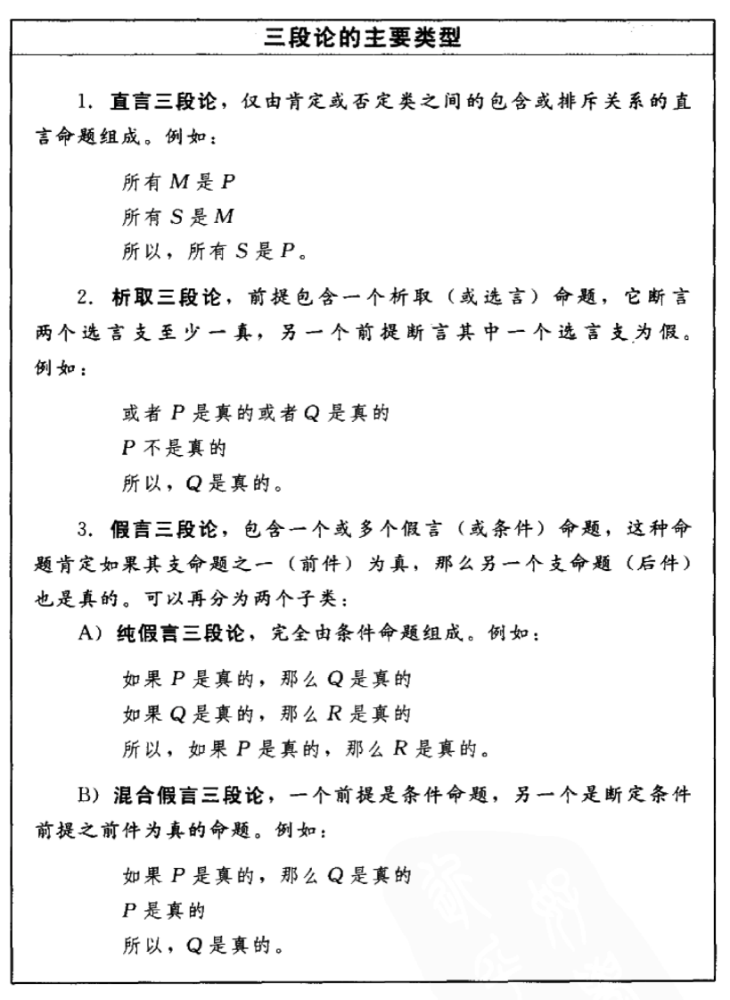 三段论的主要类型
1. 直言三段论，仅由肯定或否定类之间的包含或排斥关系的直
言命题组成。例如：
所有 M 是 P
所有 S 是 M
所以，所有 S 是 P。
2. 析取三段论，前提包含一个析取（或选言）命题，它断言
两个选言支至少一真，另一个前提断言其中一个选言支为假。
例如：
或者 P 是真的或者 Q 是真的
P 不是真的
所以，Q 是真的。
3. 假言三段论，包含一个或多个假言（或条件）命题，这种命
题肯定如果其支命题之一（前件）为真，那么另一个支命题（后件）
也是真的。可以再分为两个子类：
A）纯假言三段论，完全由条件命题组成。例如：
如果 P 是真的，那么 Q 是真的
如果 Q 是真的，那么 R 是真的
所以，如果 P 是真的，那么 R 是真的。
B）混合假言三段论，一个前提是条件命题，另一个是断定条件
前提之前件为真的命题。例如：
如果 P 是真的，那么 Q 是真的
P 是真的
所以，Q 是真的。